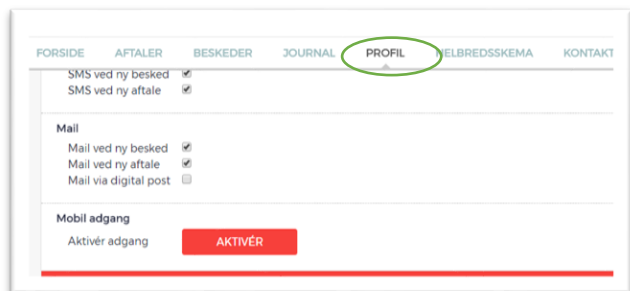 FORSIDE AFTALER BESKEDER JOURNAL PROFIL HELBREDSSKEMA KONTAKT
SMS ved ny besked
SMS ved ny aftale
Mail
Mail ved ny besked
Mail ved ny aftale
Mail via digital post
Mobil adgang
Aktivér adgang AKTIVÉR